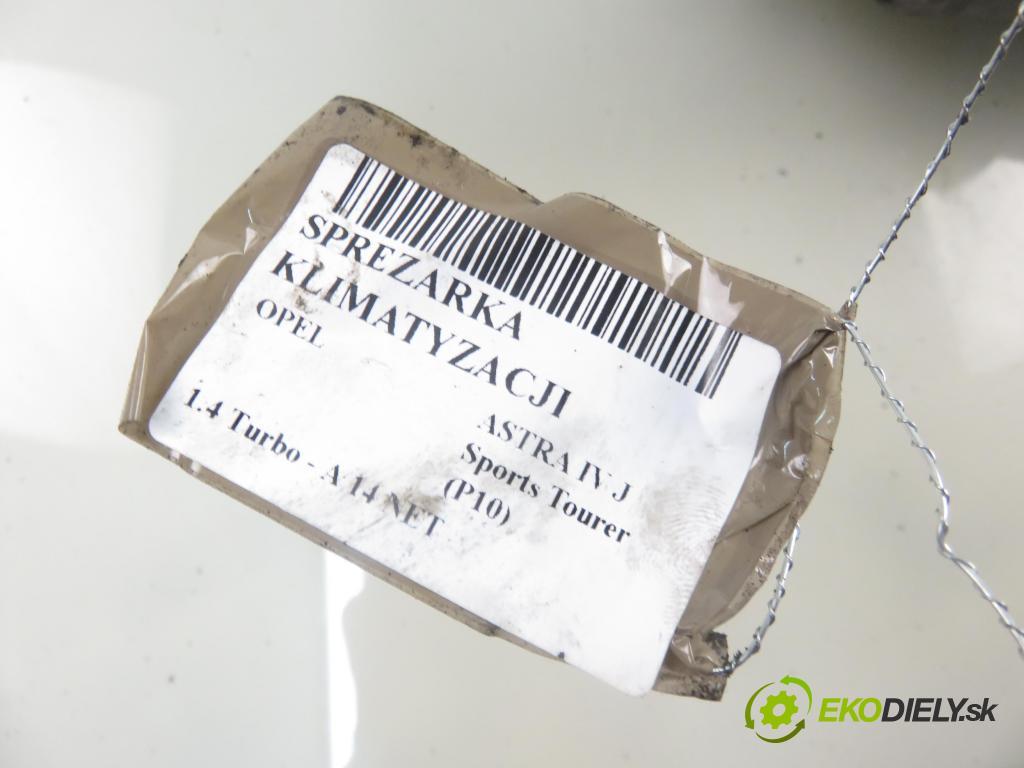 SPREZARKA
KLIMATYZACJI
OPEL
ASTRA IV J
Sports Tourer
(P10)
1.4 Turbo - A 14 NET
EKODIELY.sk